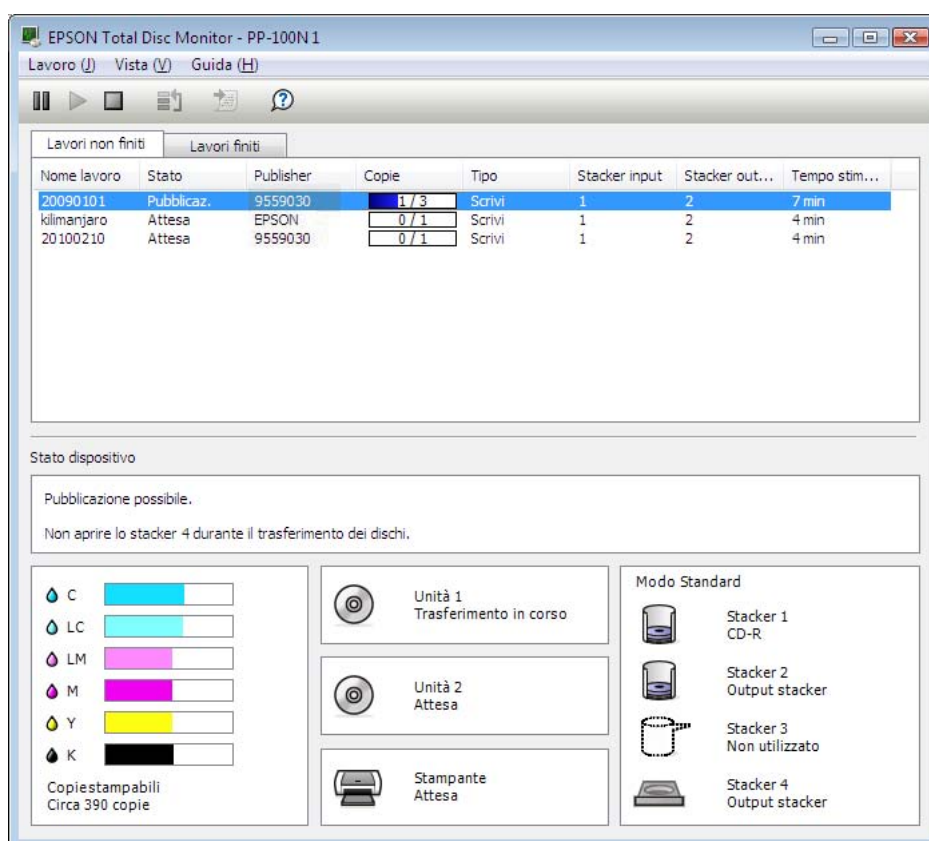 EPSON Total Disc Monitor - PP-100N 1
Lavoro (J) Vista (V) Guida (H)
Lavori non finiti Lavori finiti
Nome lavoro Stato Publisher Copie Tipo Stacker input Stacker out... Tempo stim...
20090101 Pubblicaz. 9559030 1 / 3 Scrivi 1 2 7 min
kilimanjaro Attesa EPSON 0 / 1 Scrivi 1 2 4 min
20100210 Attesa 9559030 0 / 1 Scrivi 1 2 4 min
Stato dispositivo
Pubblicazione possibile.
Non aprire lo stacker 4 durante il trasferimento dei dischi.
C
LC
LM
M
Y
K
Copiestampabili
Circa 390 copie
Unità 1
Trasferimento in corso
Unità 2
Attesa
Stampante
Attesa
Modo Standard
Stacker 1
CD-R
Stacker 2
Output stacker
Stacker 3
Non utilizzato
Stacker 4
Output stacker